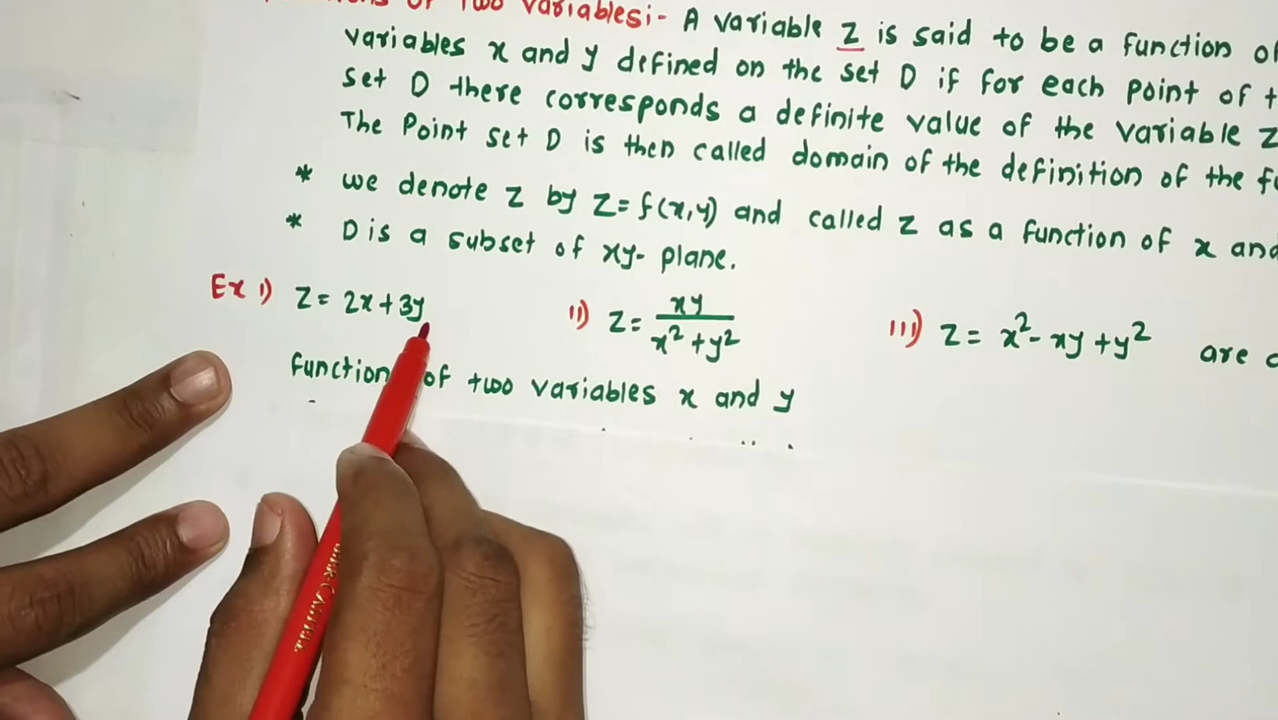 of Two variables:- A variable z is said to be a function of
variables x and y defined on the set D if for each point of
set D there corresponds a definite value of the variable z
The Point set D is then called domain of the definition of the
* we denote z by z = f(x,y) and called z as a function of x and
* D is a subset of xy- plane.
Ex i) z = 2x+3y ii) z = xy/x²+y² iii) z = x²- xy +y² are
function of two variables x and y